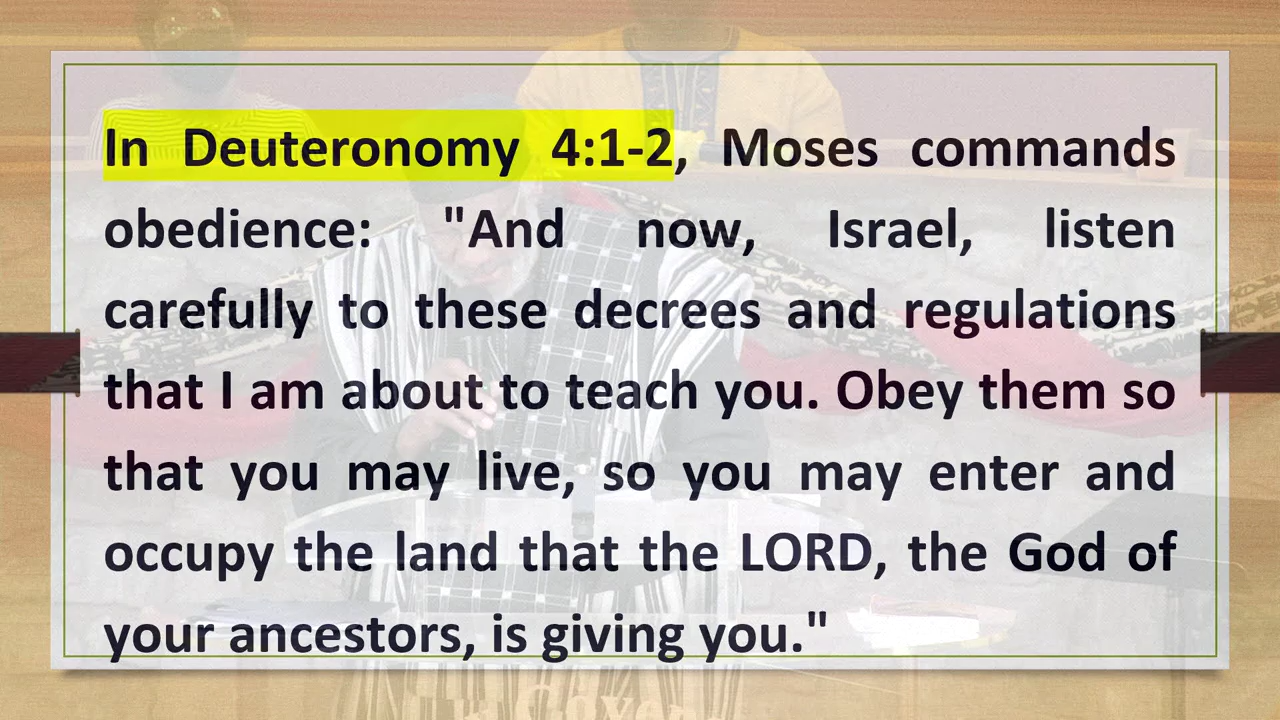 In Deuteronomy 4:1-2, Moses commands
obedience: "And now, Israel, listen
carefully to these decrees and regulations
that I am about to teach you. Obey them so
that you may live, so you may enter and
occupy the land that the LORD, the God of
your ancestors, is giving you."